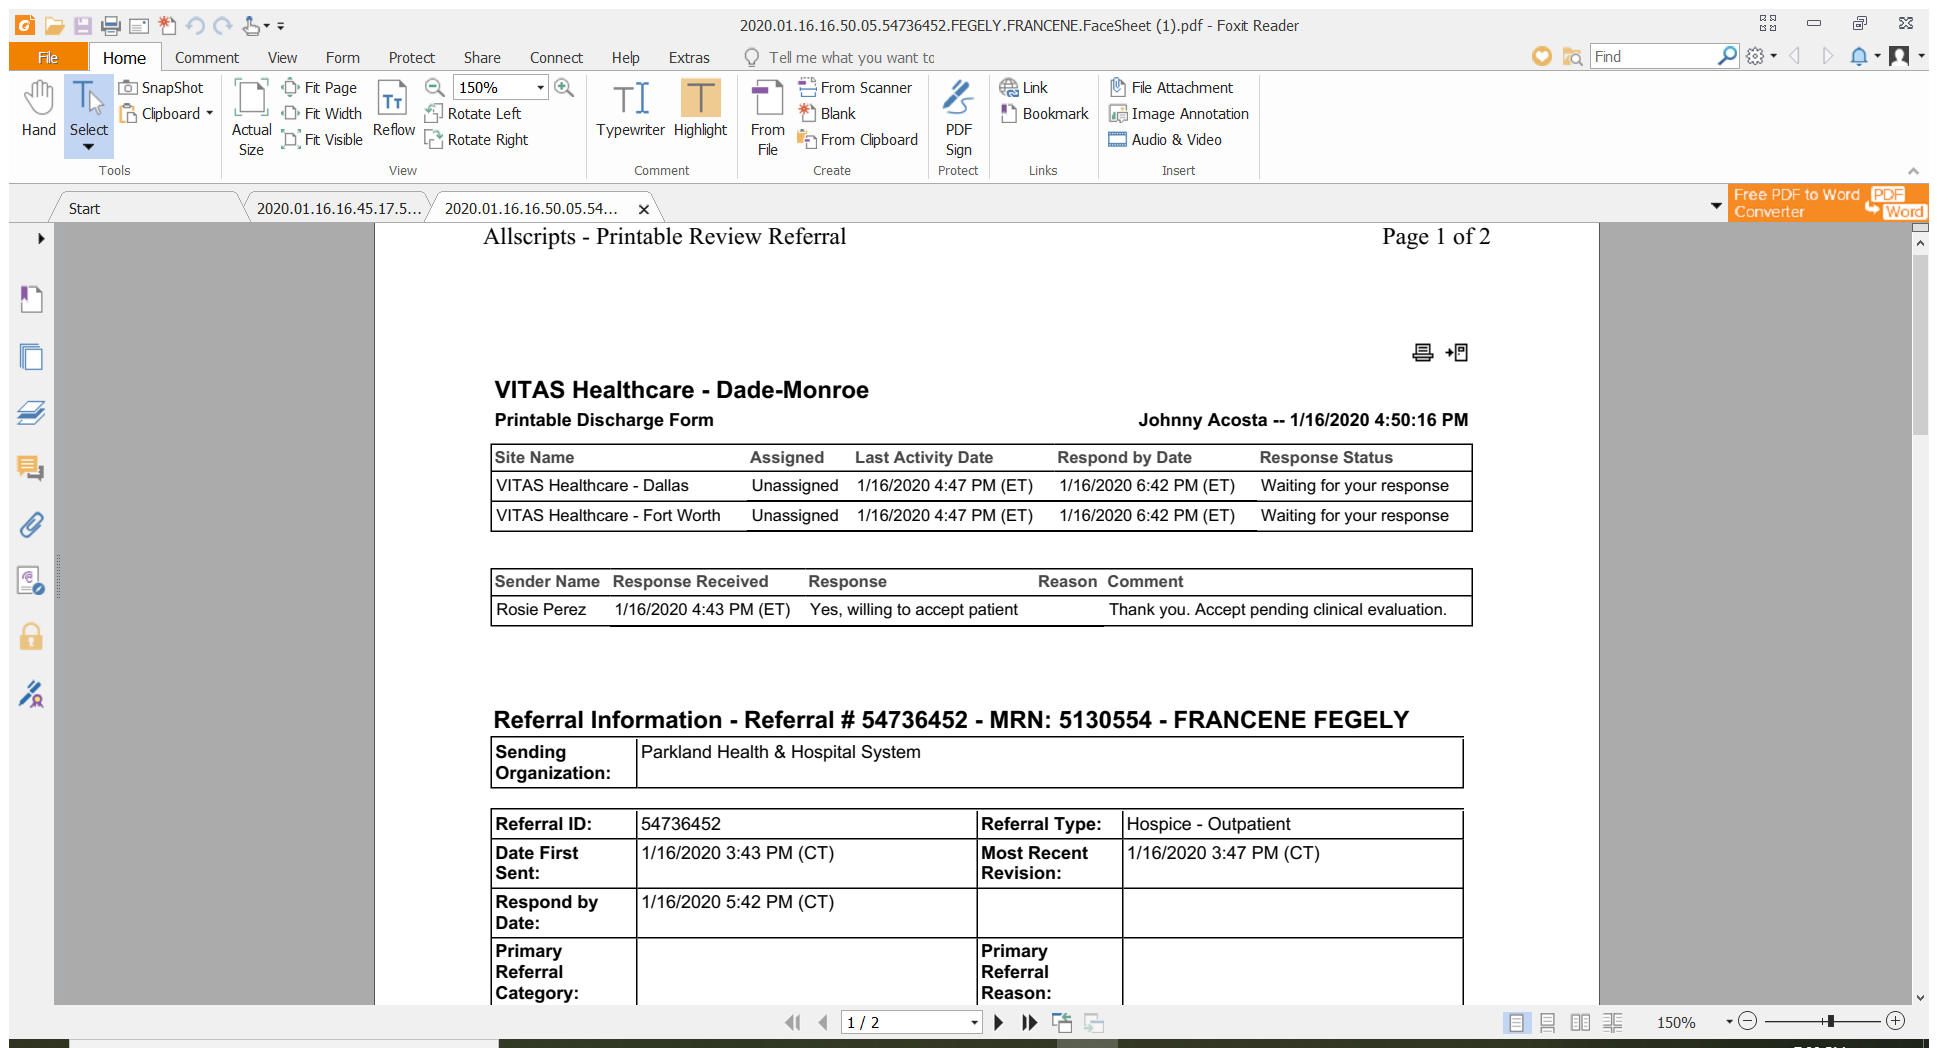 2020.01.16.16.50.05.54736452.FEGELY.FRANCENE.FaceSheet (1).pdf - Foxit Reader
File Home Comment View Form Protect Share Connect Help Extras Tell me what you want to Find
Hand Select SnapShot Clipboard Actual Size Fit Page Fit Width Fit Visible Reflow 150% Rotate Left Rotate Right Typewriter Highlight From File From Scanner Blank From Clipboard PDF Sign Link Bookmark File Attachment Image Annotation Audio & Video
Tools View Comment Create Protect Links Insert
Start 2020.01.16.16.45.17.5... 2020.01.16.16.50.05.54... Free PDF to Word Converter PDF Word
Allscripts - Printable Review Referral Page 1 of 2
VITAS Healthcare - Dade-Monroe
Printable Discharge Form Johnny Acosta -- 1/16/2020 4:50:16 PM
Site Name Assigned Last Activity Date Respond by Date Response Status
VITAS Healthcare - Dallas Unassigned 1/16/2020 4:47 PM (ET) 1/16/2020 6:42 PM (ET) Waiting for your response
VITAS Healthcare - Fort Worth Unassigned 1/16/2020 4:47 PM (ET) 1/16/2020 6:42 PM (ET) Waiting for your response
Sender Name Response Received Response Reason Comment
Rosie Perez 1/16/2020 4:43 PM (ET) Yes, willing to accept patient Thank you. Accept pending clinical evaluation.
Referral Information - Referral # 54736452 - MRN: 5130554 - FRANCENE FEGELY
Sending Organization: Parkland Health & Hospital System
Referral ID: 54736452 Referral Type: Hospice - Outpatient
Date First Sent: 1/16/2020 3:43 PM (CT) Most Recent Revision: 1/16/2020 3:47 PM (CT)
Respond by Date: 1/16/2020 5:42 PM (CT)
Primary Referral Category: Primary Referral Reason:
1 / 2 150%